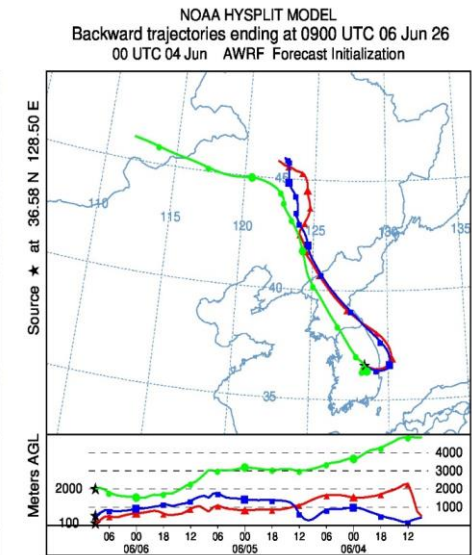 NOAA HYSPLIT MODEL
Backward trajectories ending at 0900 UTC 06 Jun 26
00 UTC 04 Jun AWRF Forecast Initialization
Source ★ at 36.58 N 128.50 E
110
115
120
125
130
135
45
40
35
Meters AGL
2000
100
4000
3000
2000
1000
06 00 18 12 06 00 18 12 06 00 18 12
06/06 06/05 06/04